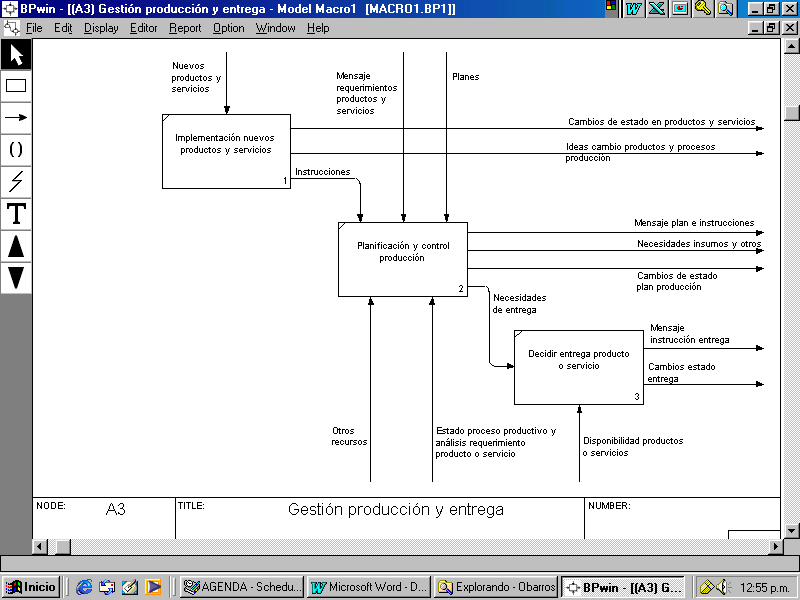 BPwin - [(A3) Gestión producción y entrega - Model Macro1  [MACRO1.BP1]]
File Edit Display Editor Report Option Window Help
Nuevos
productos y
servicios
Mensaje
requerimientos
productos y
servicios
Planes
Implementación nuevos
productos y servicios
1
Cambios de estado en productos y servicios
Ideas cambio productos y procesos
producción
Instrucciones
Planificación y control
producción
2
Mensaje plan e instrucciones
Necesidades insumos y otros
Cambios de estado
plan producción
Necesidades
de entrega
Decidir entrega producto
o servicio
3
Mensaje
instrucción entrega
Cambios estado
entrega
Otros
recursos
Estado proceso productivo y
análisis requerimiento
producto o servicio
Disponibilidad productos
o servicios
NODE: A3
TITLE: Gestión producción y entrega
NUMBER:
Inicio
AGENDA - Schedu...
Microsoft Word - D...
Explorando - Obarros
BPwin - [(A3) G...
12:55 p.m.